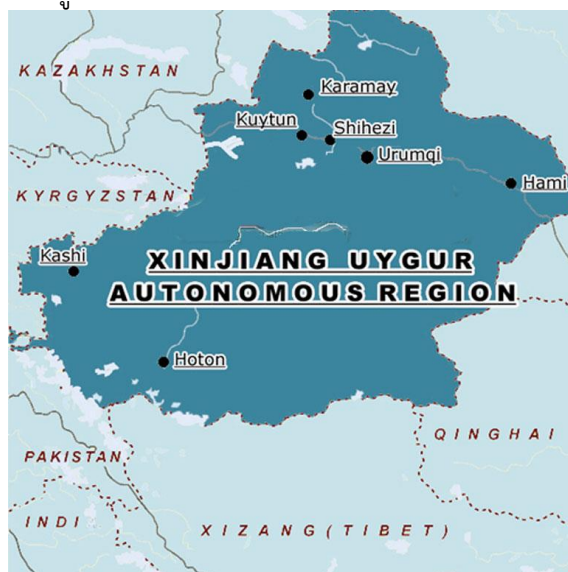 KAZAKHSTAN
Karamay
Kuytun
Shihezi
Urumqi
Hami
KYRGYZSTAN
Kashi
XINJIANG UYGUR
AUTONOMOUS REGION
Hoton
QINGHAI
PAKISTAN
INDI
XIZANG (TIBET)